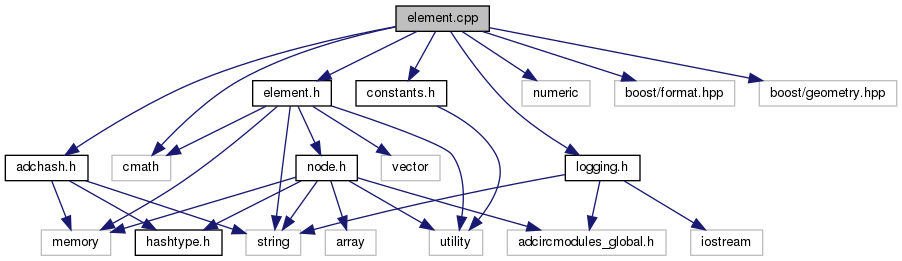 element.cpp
element.h
constants.h
numeric
boost/format.hpp
boost/geometry.hpp
adchash.h
cmath
node.h
vector
logging.h
memory
hashtype.h
string
array
utility
adcircmodules_global.h
iostream